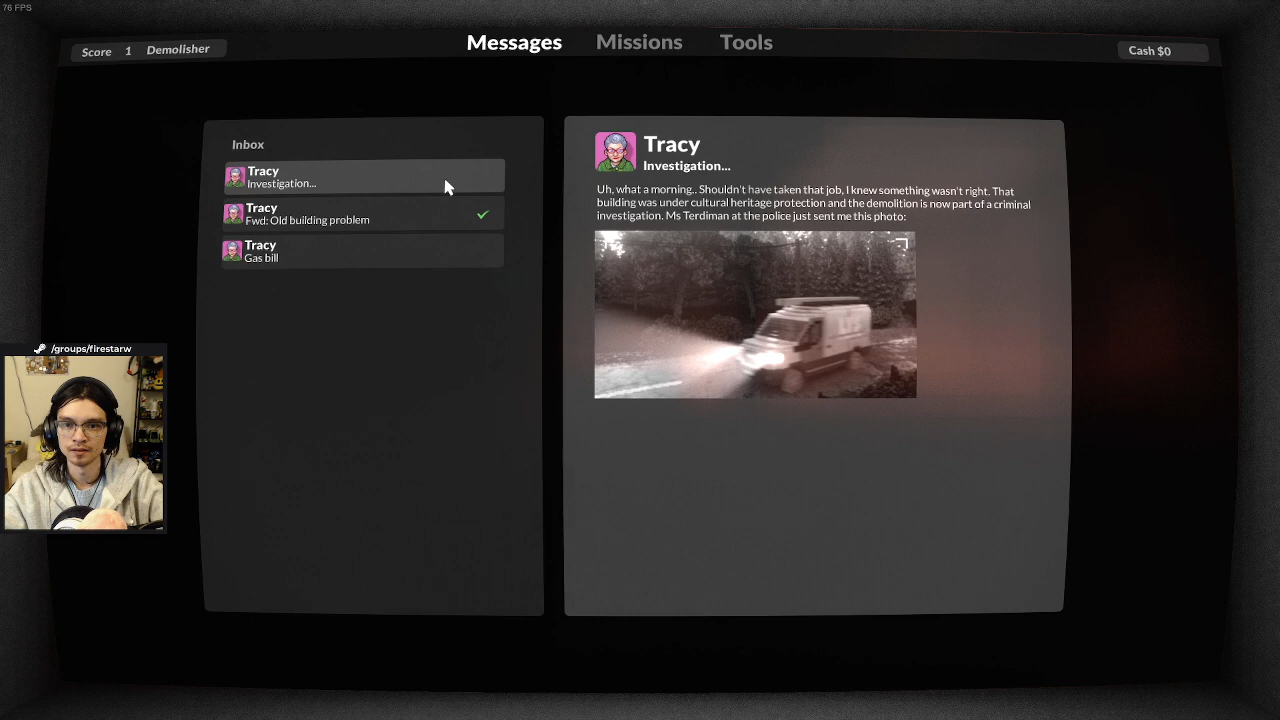 76 FPS
Score 1 Demolisher
Messages Missions Tools
Cash $0
Inbox
Tracy
Investigation...
Tracy
Fwd: Old building problem
Tracy
Gas bill
Tracy
Investigation...
Uh, what a morning.. Shouldn't have taken that job, I knew something wasn't right. That
building was under cultural heritage protection and the demolition is now part of a criminal
investigation. Ms Terdiman at the police just sent me this photo:
/groups/firestarw